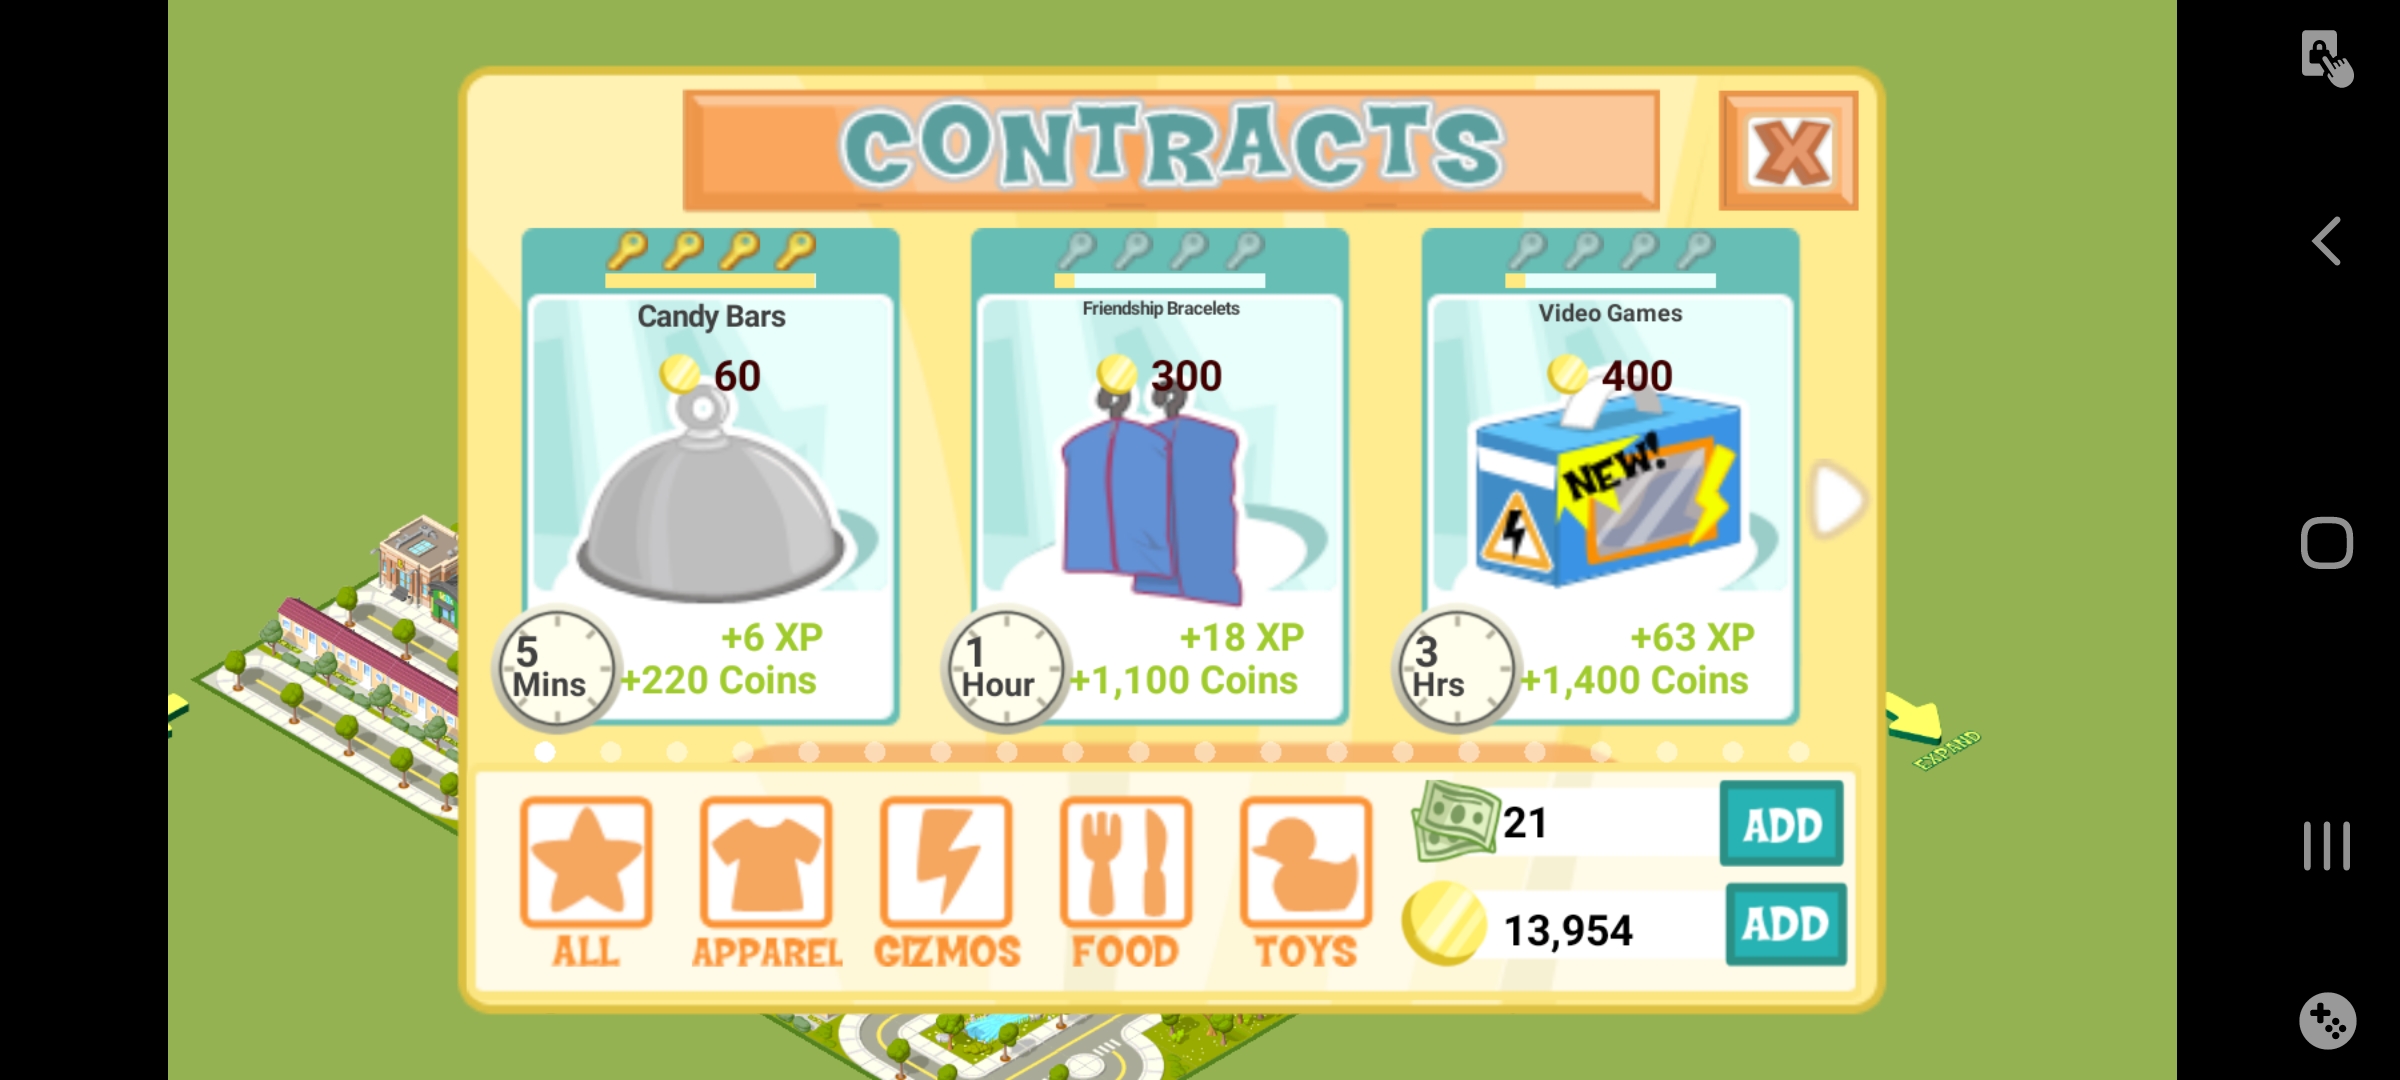 CONTRACTS
X
Candy Bars
60
5
Mins
+6 XP
+220 Coins
Friendship Bracelets
300
1
Hour
+18 XP
+1,100 Coins
Video Games
400
NEW!
3
Hrs
+63 XP
+1,400 Coins
EXPAND
ALL
APPAREL
GIZMOS
FOOD
TOYS
21
ADD
13,954
ADD